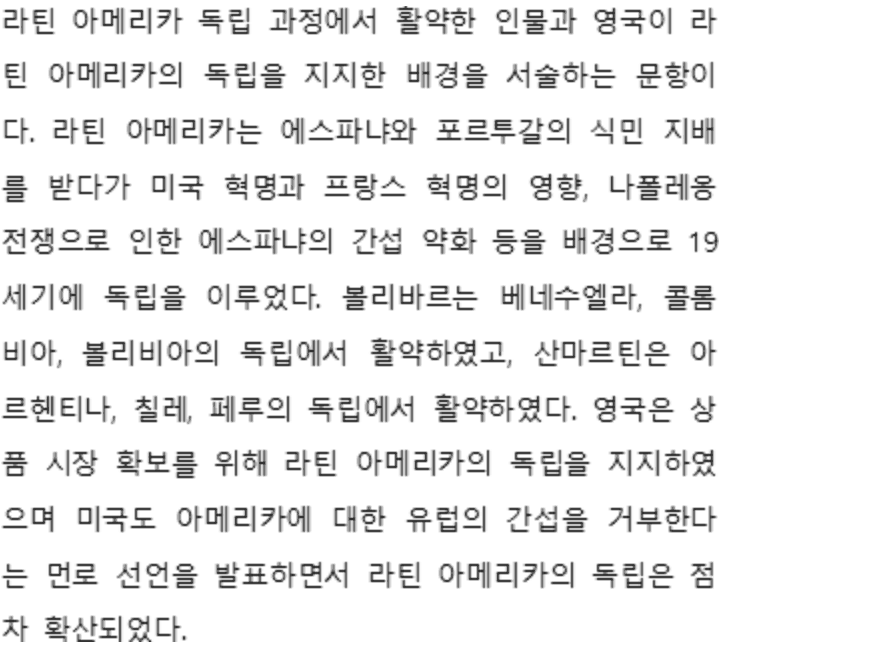 라틴 아메리카 독립 과정에서 활약한 인물과 영국이 라
틴 아메리카의 독립을 지지한 배경을 서술하는 문항이
다. 라틴 아메리카는 에스파냐와 포르투갈의 식민 지배
를 받다가 미국 혁명과 프랑스 혁명의 영향, 나폴레옹
전쟁으로 인한 에스파냐의 간섭 약화 등을 배경으로 19
세기에 독립을 이루었다. 볼리바르는 베네수엘라, 콜롬
비아, 볼리비아의 독립에서 활약하였고, 산마르틴은 아
르헨티나, 칠레, 페루의 독립에서 활약하였다. 영국은 상
품 시장 확보를 위해 라틴 아메리카의 독립을 지지하였
으며 미국도 아메리카에 대한 유럽의 간섭을 거부한다
는 먼로 선언을 발표하면서 라틴 아메리카의 독립은 점
차 확산되었다.